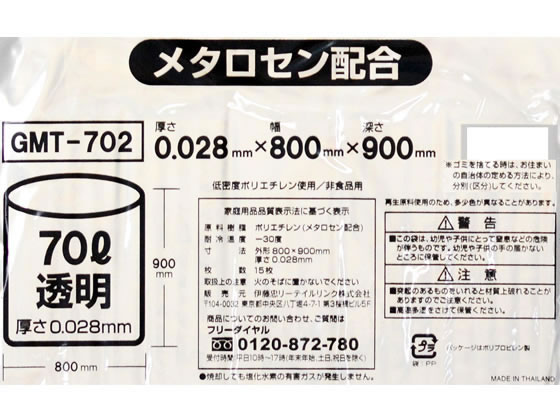 メタロセン配合
GMT-702
厚さ 幅 深さ
0.028mm×800mm×900mm
※ゴミを捨てる時は、お住まい
の自治体の定める方法により、
分別(区分)してください。
低密度ポリエチレン使用/非食品用
再生原料使用のため、多少色が異なることがあります。
70ℓ
透明
厚さ0.028mm
900
mm
800mm
家庭用品品質表示法に基づく表示
原料樹種 ポリエチレン(メタロセン配合)
耐冷温度 -30度
寸法 外形800×900mm
厚さ0.028mm
枚数 15枚
取扱上の注意 火のそばに置かないでください。
販売元 伊藤忠リーテイルリンク株式会社
〒104-0032 東京都中央区八丁堀4-7-1
商品についてのお問い合わせ、ご質問は
フリーダイヤル
0120-872-780
受付時間 平日10時~17時(年末年始、土日、祝祭日を除く)
●焼却しても塩化水素の有害ガスが発生しません。
警告
■この袋は、幼児や子供にとって窒息などの危険
が伴うものです。幼児や子供の手の届かない
ところに保管してください。
注意
■突起のあるものをいれると材質上破れることが
ありますのでご注意ください。
■高温多湿をさけて保管ください。
プラ
袋:PP
パッケージはポリプロピレン製
MADE IN THAILAND